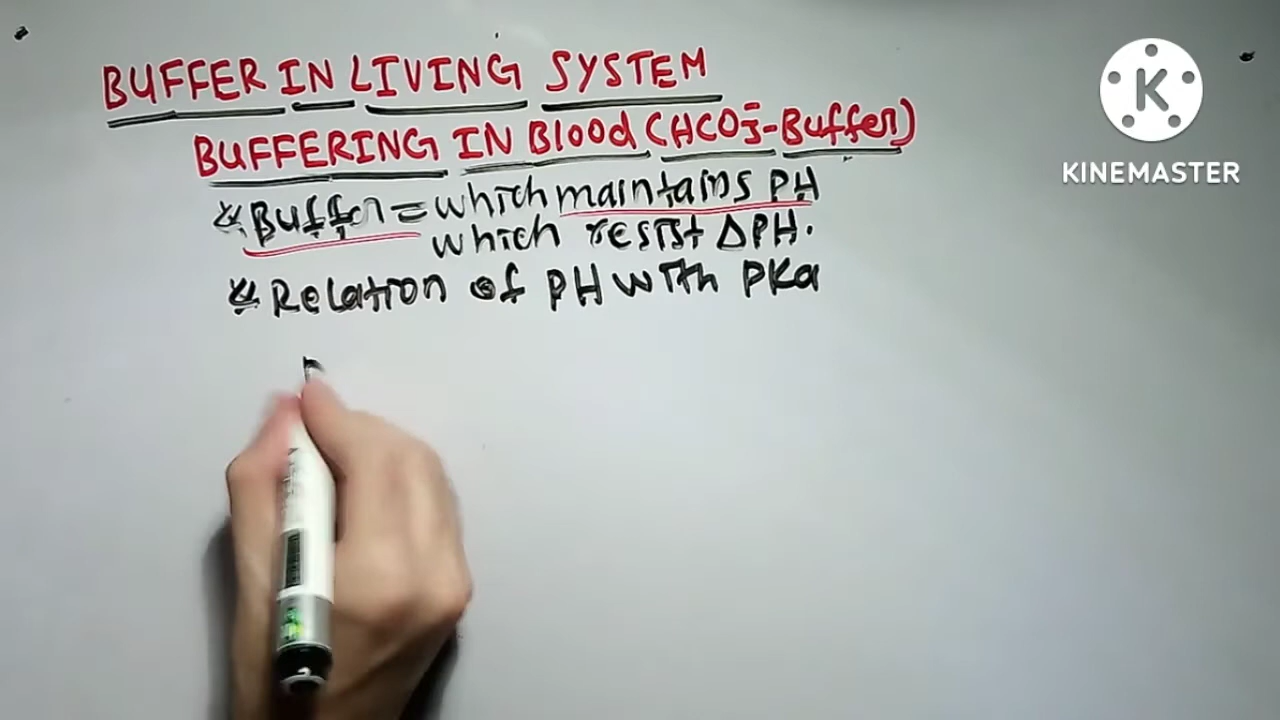 BUFFER IN LIVING SYSTEM
BUFFERING IN Blood (HCO3⁻-Buffer)
* Buffer = which maintains PH
which resist ΔPH.
* Relation of PH with PKa
K
KINEMASTER